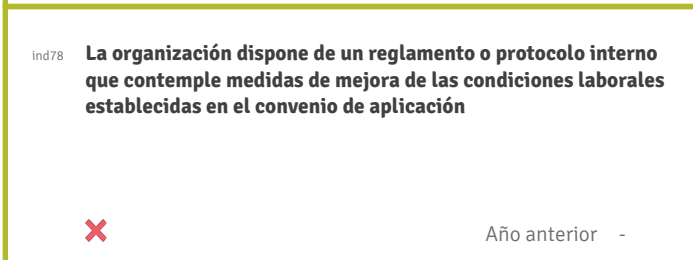 ind78 La organización dispone de un reglamento o protocolo interno
que contemple medidas de mejora de las condiciones laborales
establecidas en el convenio de aplicación
Año anterior -